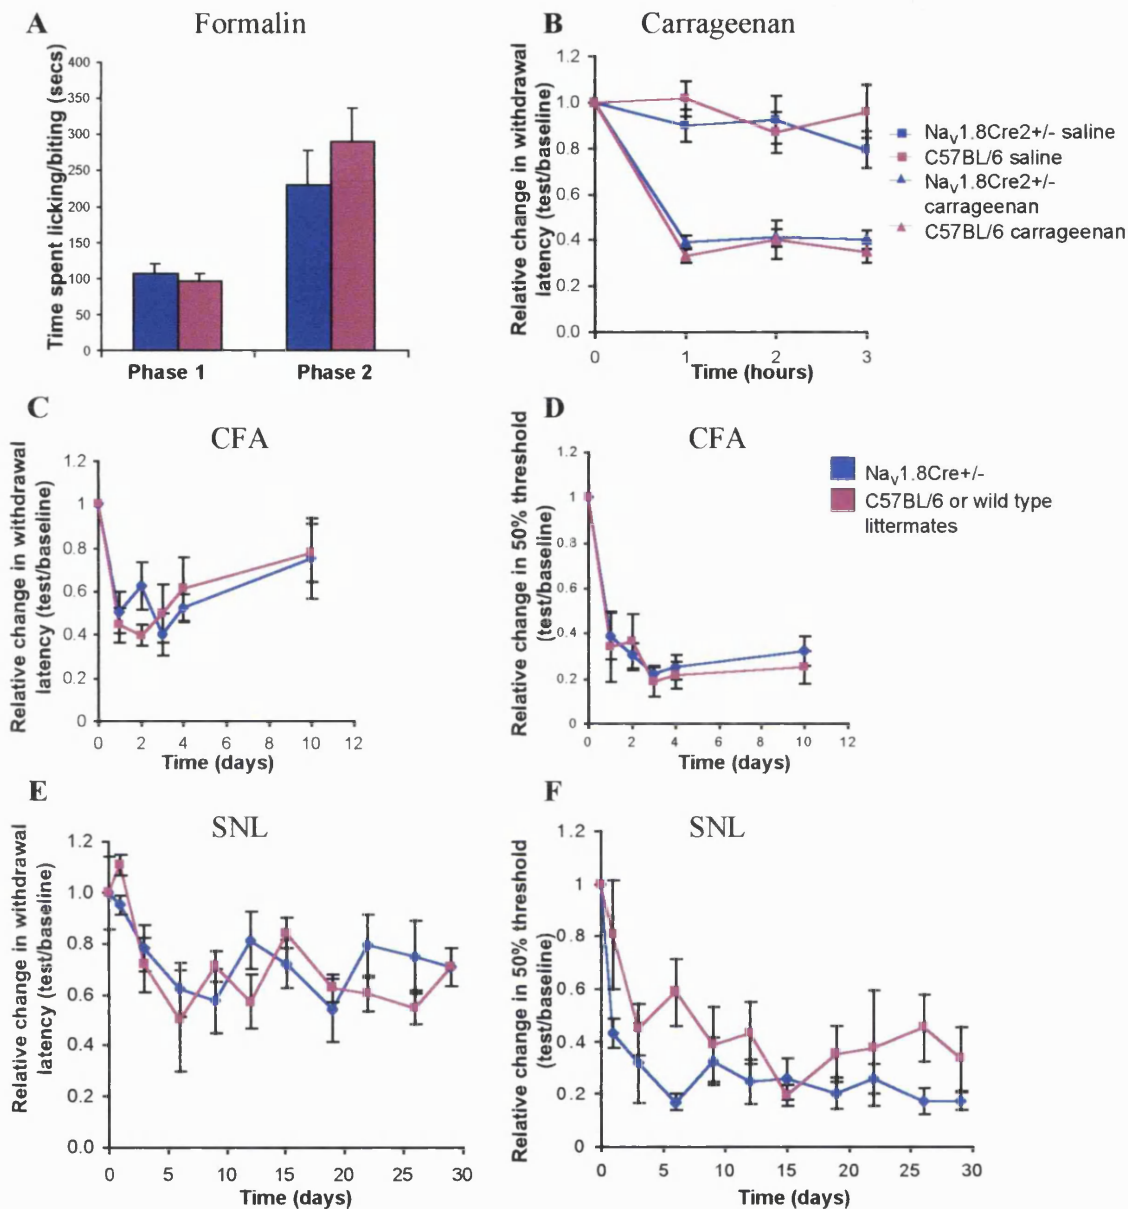 A
Formalin
Time spent licking/biting (secs)
400
350
300
250
200
150
100
50
0
Phase 1
Phase 2
B
Carrageenan
Relative change in withdrawal
latency (test/baseline)
1.2
1.0
0.8
0.6
0.4
0.2
0.0
0
1
2
3
Time (hours)
Nav1.8Cre2+/- saline
C57BL/6 saline
Nav1.8Cre2+/-
carrageenan
C57BL/6 carrageenan
C
CFA
Relative change in withdrawal
latency (test/baseline)
1.2
1
0.8
0.6
0.4
0.2
0
0
2
4
6
8
10
12
Time (days)
D
CFA
Relative change in 50% threshold
(test/baseline)
1.2
1
0.8
0.6
0.4
0.2
0
0
2
4
6
8
10
12
Time (days)
Nav1.8Cre+/-
C57BL/6 or wild type
littermates
E
SNL
Relative change in withdrawal
latency (test/baseline)
1.2
1.0
0.8
0.6
0.4
0.2
0.0
0
5
10
15
20
25
30
Time (days)
F
SNL
Relative change in 50% threshold
(test/baseline)
1.2
1
0.8
0.6
0.4
0.2
0
0
5
10
15
20
25
30
Time (days)